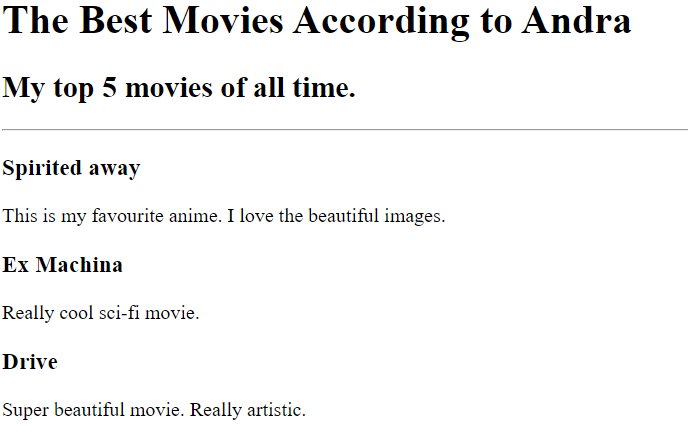 The Best Movies According to Andra
My top 5 movies of all time.
Spirited away
This is my favourite anime. I love the beautiful images.
Ex Machina
Really cool sci-fi movie.
Drive
Super beautiful movie. Really artistic.